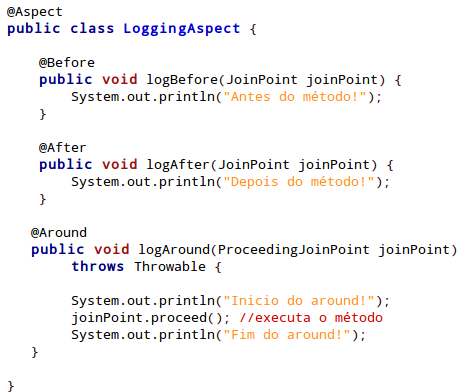 @Aspect
public class LoggingAspect {
@Before
public void logBefore(JoinPoint joinPoint) {
System.out.println("Antes do método!");
}
@After
public void logAfter(JoinPoint joinPoint) {
System.out.println("Depois do método!");
}
@Around
public void logAround(ProceedingJoinPoint joinPoint)
throws Throwable {
System.out.println("Inicio do around!");
joinPoint.proceed(); //executa o método
System.out.println("Fim do around!");
}
}